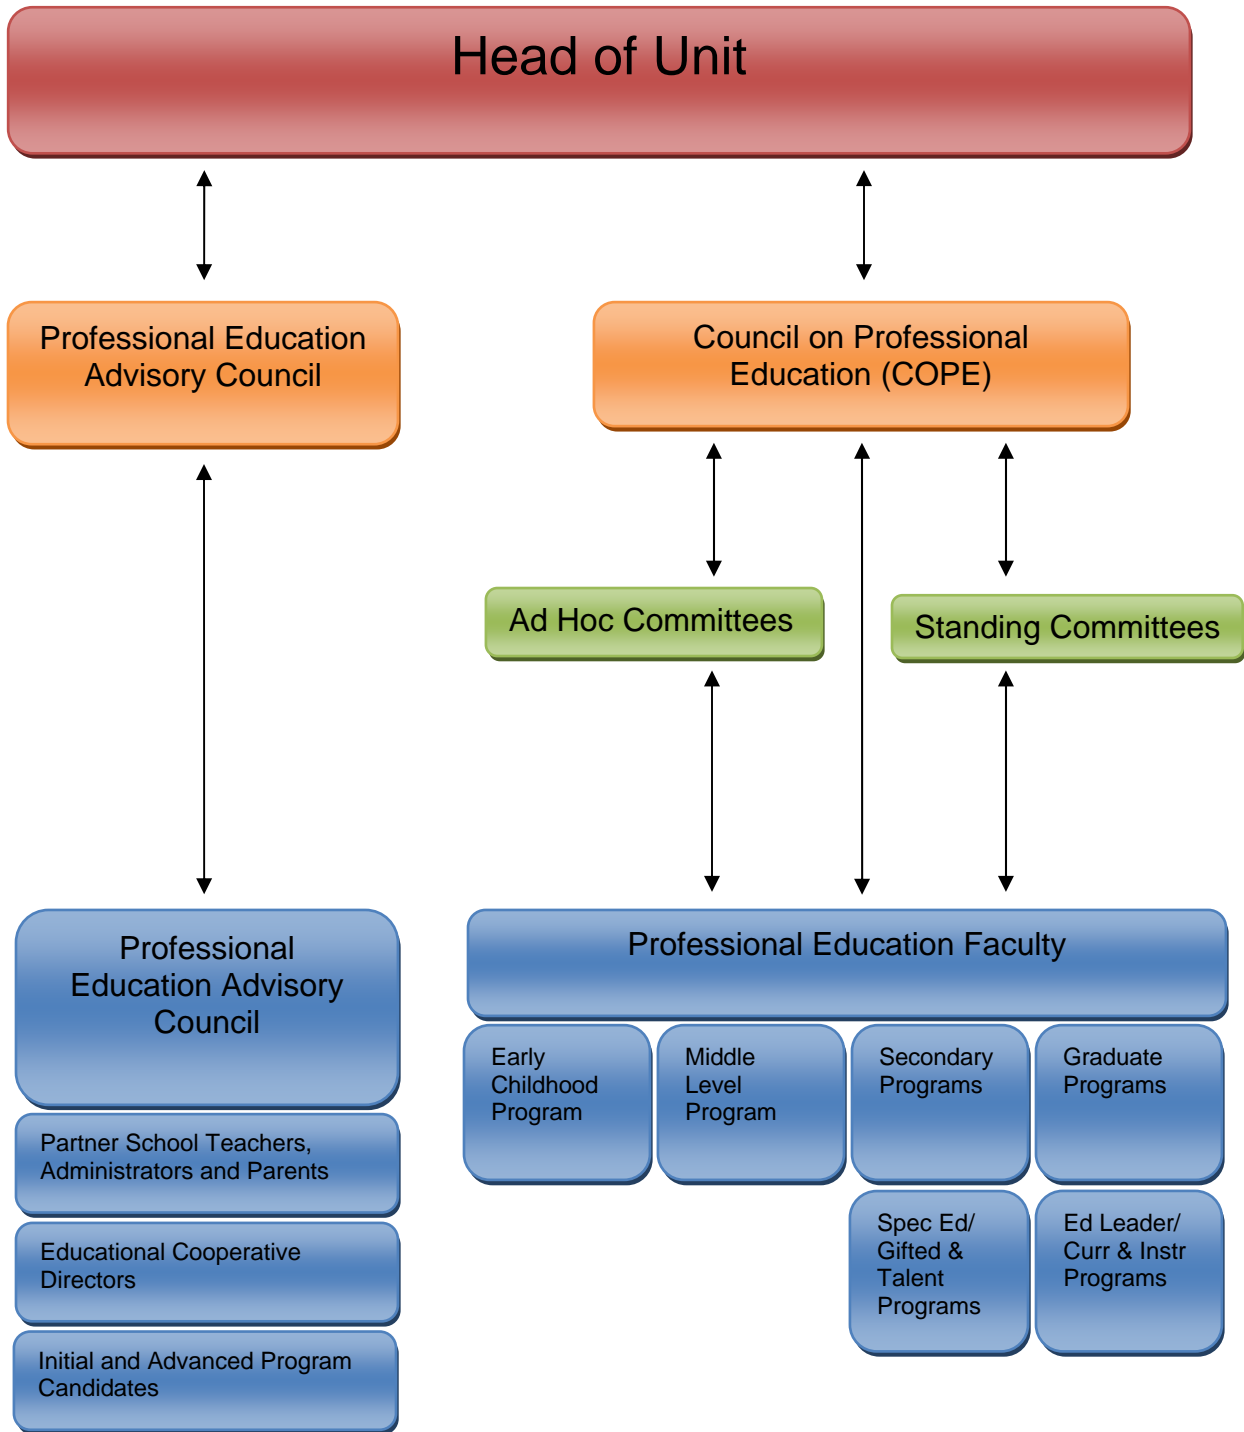 Head of Unit
Professional Education
Advisory Council
Council on Professional
Education (COPE)
Ad Hoc Committees
Standing Committees
Professional
Education Advisory
Council
Partner School Teachers,
Administrators and Parents
Educational Cooperative
Directors
Initial and Advanced Program
Candidates
Professional Education Faculty
Early
Childhood
Program
Middle
Level
Program
Secondary
Programs
Graduate
Programs
Spec Ed/
Gifted &
Talent
Programs
Ed Leader/
Curr & Instr
Programs